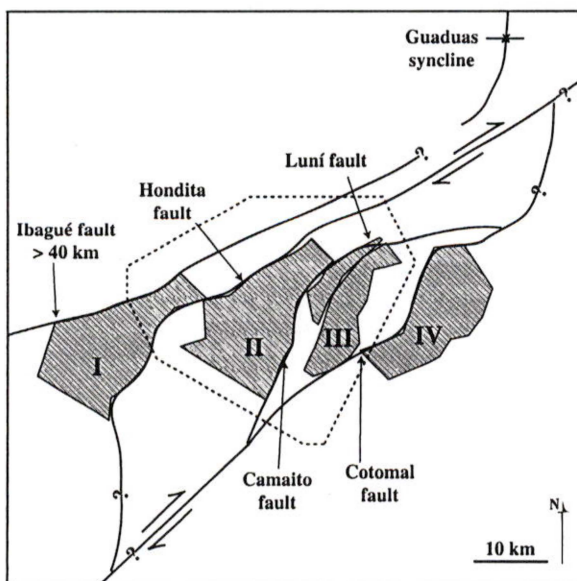 Guaduas
syncline
?
Luní fault
?
Hondita
fault
?
Ibagué fault
> 40 km
I
II
III
IV
?
Camaito
fault
Cotomal
fault
N
10 km
?